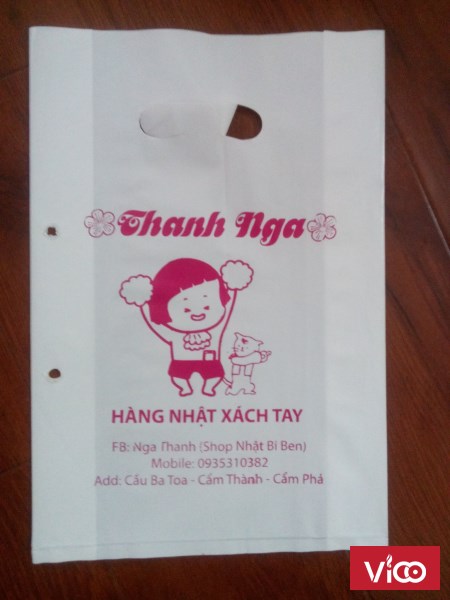 Thanh Nga
HÀNG NHẬT XÁCH TAY
FB: Nga Thanh (Shop Nhật Bi Ben)
Mobile: 0935310382
Add: Cầu Ba Toa - Cẩm Thành - Cẩm Phả
Vioo